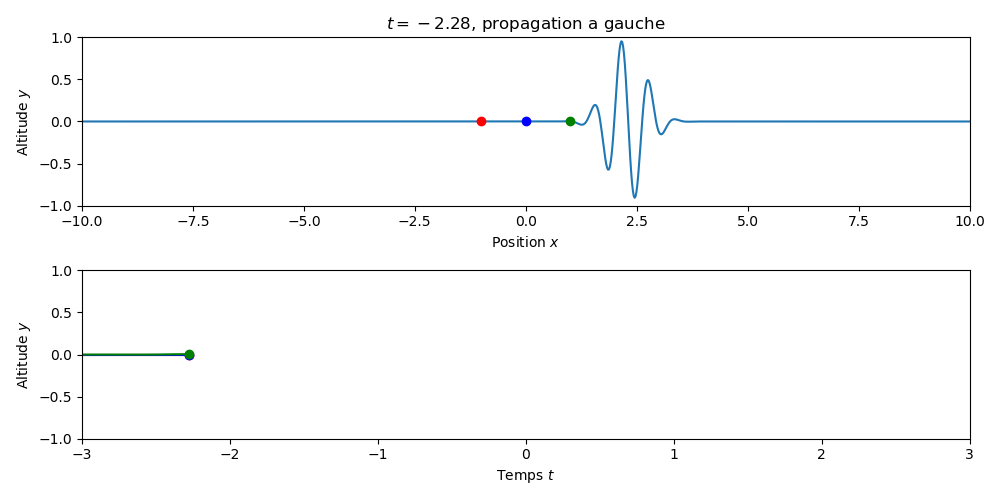 t = −2.28, propagation a gauche
1.0
0.5
0.0
−0.5
−1.0
Altitude y
−10.0 −7.5 −5.0 −2.5 0.0 2.5 5.0 7.5 10.0
Position x
1.0
0.5
0.0
−0.5
−1.0
Altitude y
−3 −2 −1 0 1 2 3
Temps t